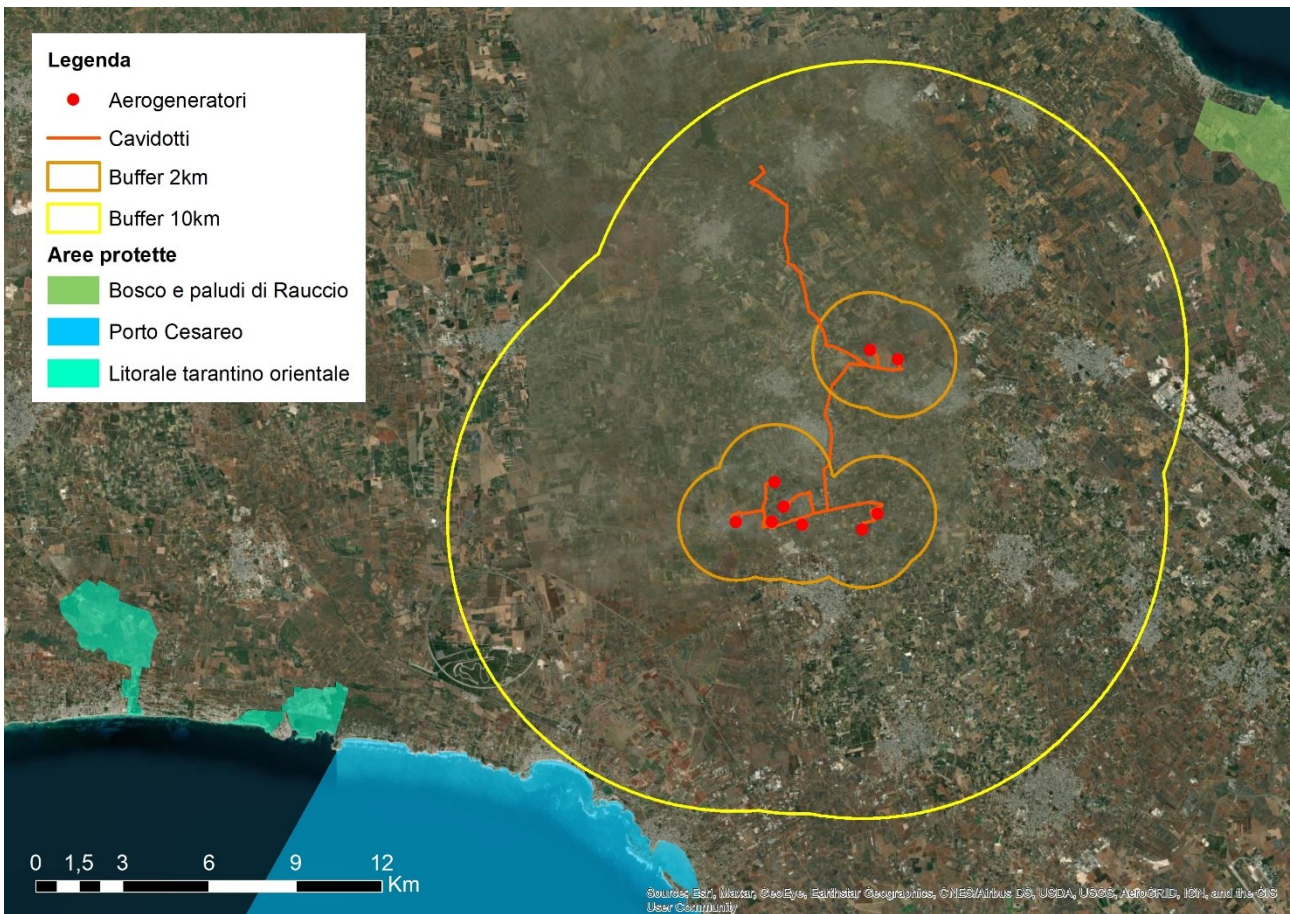 Legenda
Aerogeneratori
Cavidotti
Buffer 2km
Buffer 10km
Aree protette
Bosco e paludi di Rauccio
Porto Cesareo
Litorale tarantino orientale
0 1,5 3 6 9 12
Km
Source: Esri, Maxar, GeoEye, Earthstar Geographics, CNES/Airbus DS, USDA, USGS, AeroGRID, IGN, and the GIS
User Community